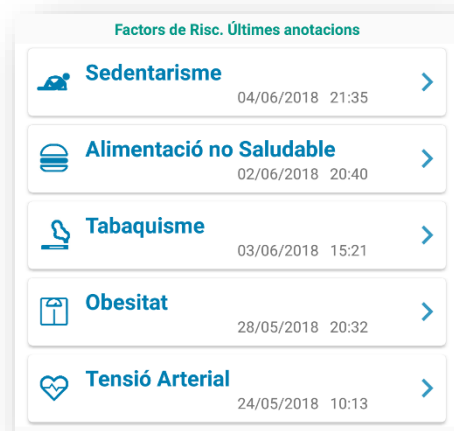 Factors de Risc. Últimes anotacions
Sedentarisme
04/06/2018 21:35
Alimentació no Saludable
02/06/2018 20:40
Tabaquisme
03/06/2018 15:21
Obesitat
28/05/2018 20:32
Tensió Arterial
24/05/2018 10:13